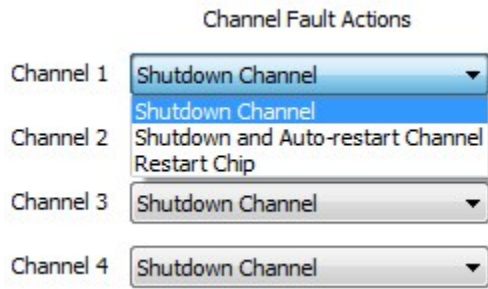 Channel Fault Actions
Channel 1 Shutdown Channel
Shutdown Channel
Channel 2 Shutdown and Auto-restart Channel
Restart Chip
Channel 3 Shutdown Channel
Channel 4 Shutdown Channel